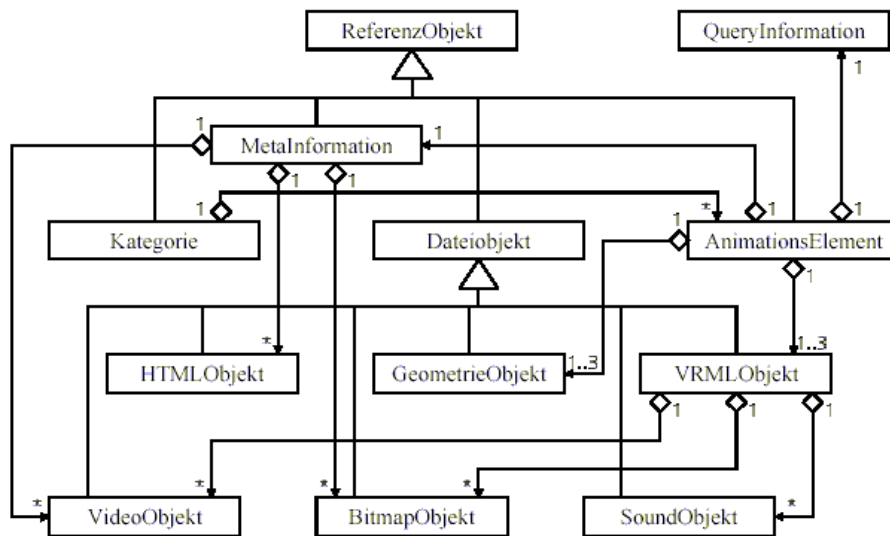 ReferenzObjekt
QueryInformation
1
1
MetaInformation
1
1
1
1
*
1
1
1
Kategorie
Dateiobjekt
AnimationsElement
1
*
1..3
1..3
HTMLObjekt
GeometrieObjekt
VRMLObjekt
1
1
1
*
*
*
*
*
VideoObjekt
BitmapObjekt
SoundObjekt